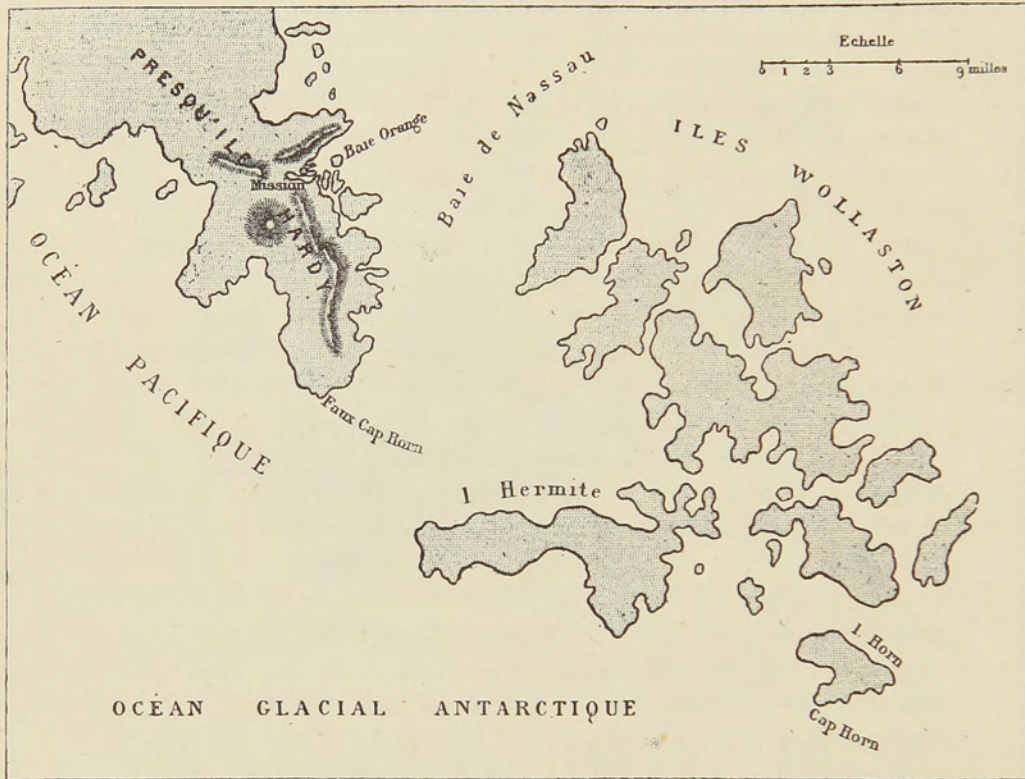 Echelle
0 1 2 3 6 9 milles
PRESQU'ILE
HARDY
Baie Orange
Mission
Baie de Nassau
ILES WOLLASTON
OCÉAN PACIFIQUE
Faux Cap Horn
I Hermite
I. Horn
Cap Horn
OCÉAN GLACIAL ANTARCTIQUE